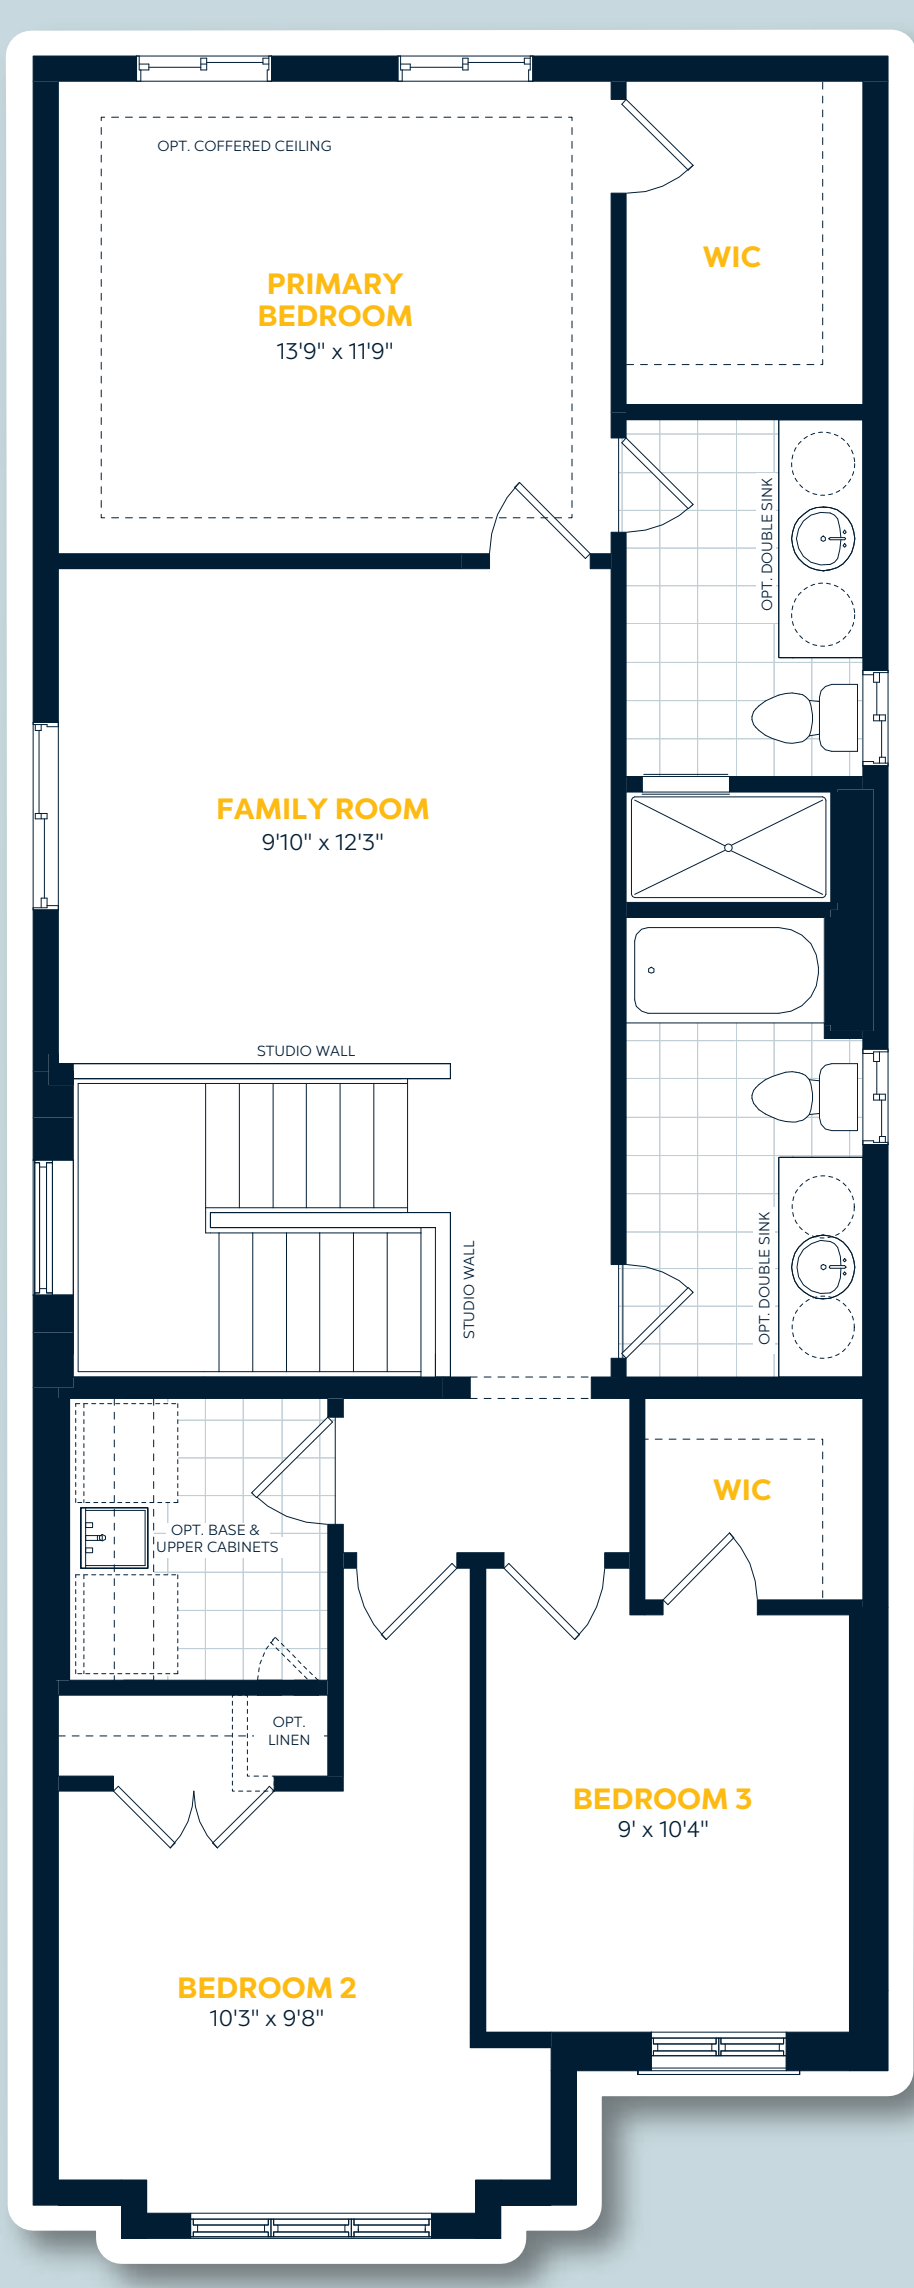 OPT. COFFERED CEILING
PRIMARY
BEDROOM
13'9" x 11'9"
WIC
OPT. DOUBLE SINK
FAMILY ROOM
9'10" x 12'3"
STUDIO WALL
STUDIO WALL
OPT. DOUBLE SINK
WIC
OPT. BASE &
UPPER CABINETS
OPT.
LINEN
BEDROOM 3
9' x 10'4"
BEDROOM 2
10'3" x 9'8"